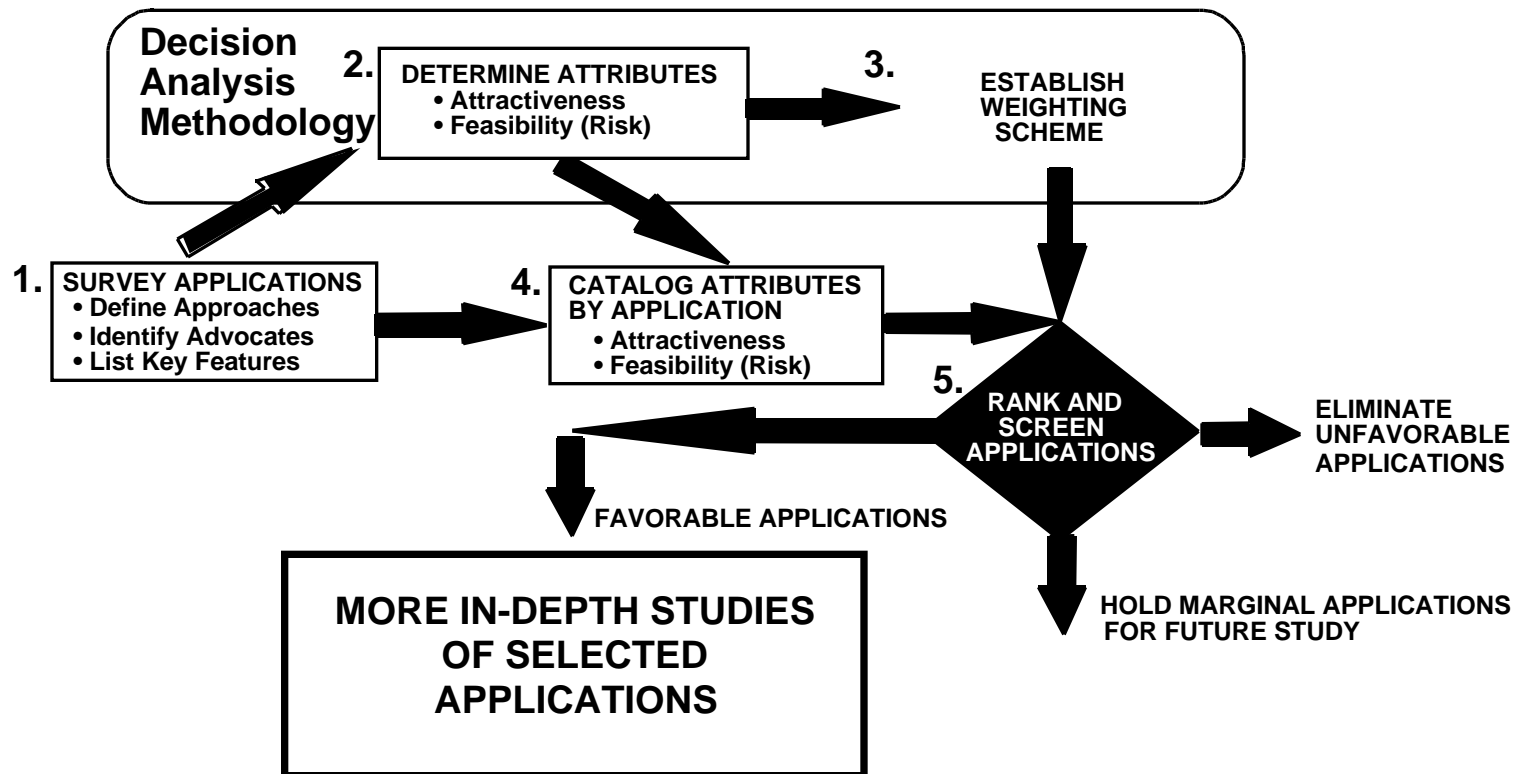 Decision
Analysis
Methodology
2.
DETERMINE ATTRIBUTES
• Attractiveness
• Feasibility (Risk)
3.
ESTABLISH
WEIGHTING
SCHEME
1.
SURVEY APPLICATIONS
• Define Approaches
• Identify Advocates
• List Key Features
4.
CATALOG ATTRIBUTES
BY APPLICATION
• Attractiveness
• Feasibility (Risk)
5.
RANK AND
SCREEN
APPLICATIONS
ELIMINATE
UNFAVORABLE
APPLICATIONS
FAVORABLE APPLICATIONS
HOLD MARGINAL APPLICATIONS
FOR FUTURE STUDY
MORE IN-DEPTH STUDIES
OF SELECTED
APPLICATIONS